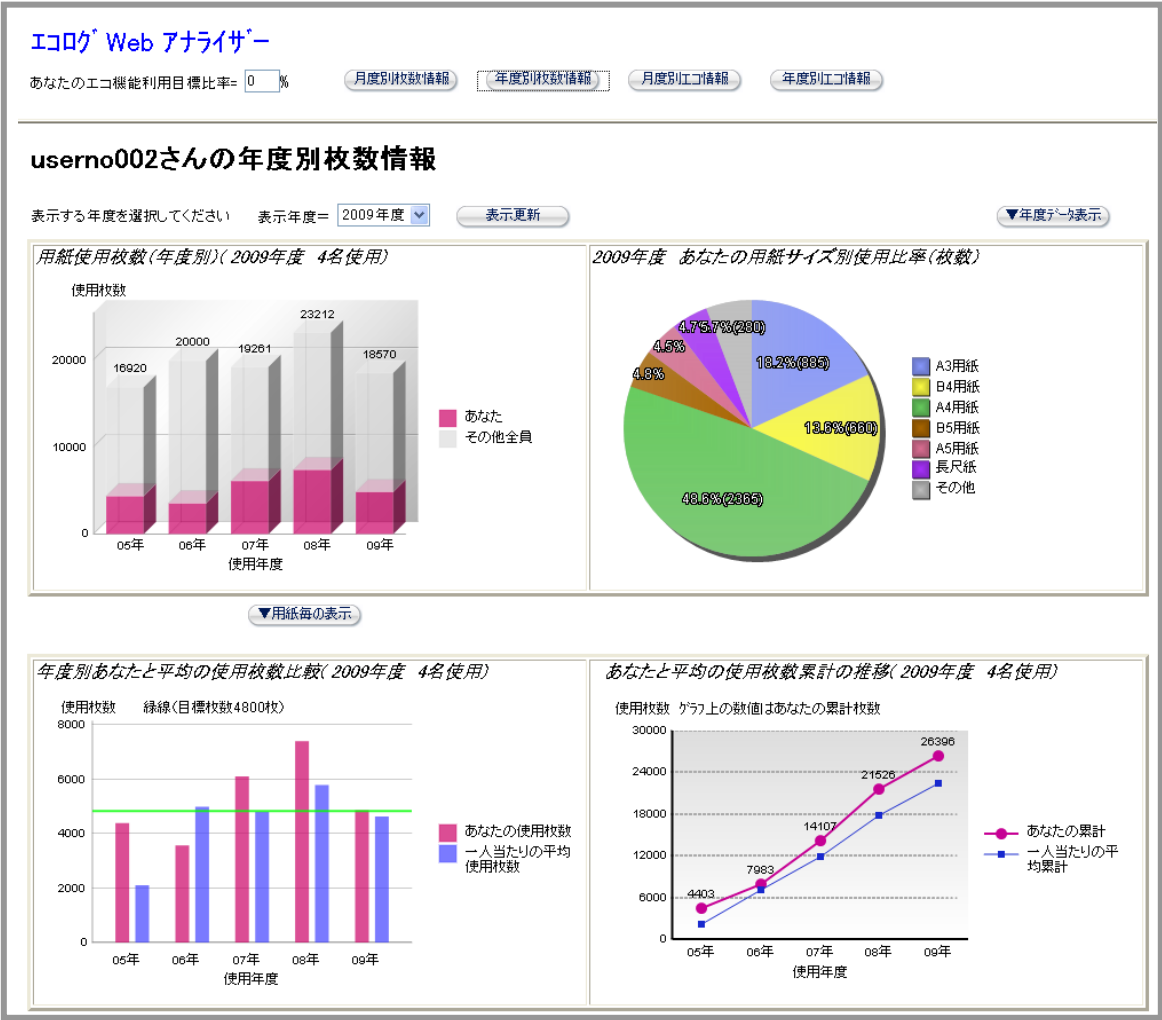 エコログ Web アナライザー
あなたのエコ機能利用目標比率= 0 %
月度別枚数情報 年度別枚数情報 月度別エコ情報 年度別エコ情報
userno002さんの年度別枚数情報
表示する年度を選択してください 表示年度= 2009年度 表示更新 ▼年度データ表示
用紙使用枚数(年度別)(2009年度 4名使用)
使用枚数
23212
20000
19261
18570
16920
20000
10000
0
05年 06年 07年 08年 09年
使用年度
あなた
その他全員
2009年度 あなたの用紙サイズ別使用比率(枚数)
5.7%(280)
4.5%
4.8%
18.2%(885)
13.6%(660)
48.6%(2365)
A3用紙
B4用紙
A4用紙
B5用紙
A5用紙
長尺紙
その他
▼用紙毎の表示
年度別あなたと平均の使用枚数比較(2009年度 4名使用)
使用枚数 緑線(目標枚数4800枚)
8000
6000
4000
2000
0
05年 06年 07年 08年 09年
使用年度
あなたの使用枚数
一人当たりの平均
使用枚数
あなたと平均の使用枚数累計の推移(2009年度 4名使用)
使用枚数 グラフ上の数値はあなたの累計枚数
30000
24000
18000
12000
6000
0
26396
21526
14107
7983
4403
05年 06年 07年 08年 09年
使用年度
あなたの累計
一人当たりの平
均累計